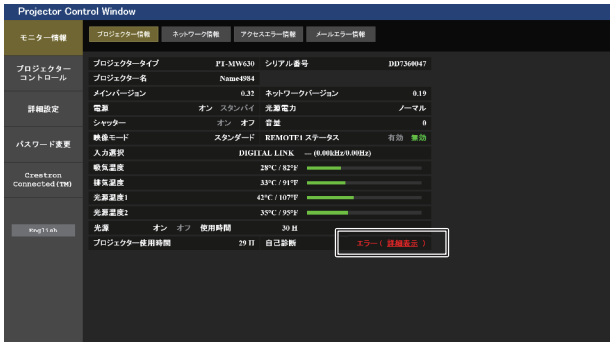 Projector Control Window
モニター情報
プロジェクター情報 ネットワーク情報 アクセスエラー情報 メールエラー情報
プロジェクター
コントロール
詳細設定
パスワード変更
Crestron
Connected(TM)
English
プロジェクタータイプ PT-MW630 シリアル番号 DD7360047
プロジェクター名 Name4984
メインバージョン 0.32 ネットワークバージョン 0.19
電源 オン スタンバイ 光源電力 ノーマル
シャッター オン オフ 音量 0
映像モード スタンダード REMOTE1 ステータス 有効 無効
入力選択 DIGITAL LINK — (0.00kHz/0.00Hz)
吸気温度 28°C / 82°F
排気温度 33°C / 91°F
光源温度1 42°C / 107°F
光源温度2 35°C / 95°F
光源 オン オフ 使用時間 30 H
プロジェクター使用時間 29 H 自己診断 エラー ( 詳細表示 )